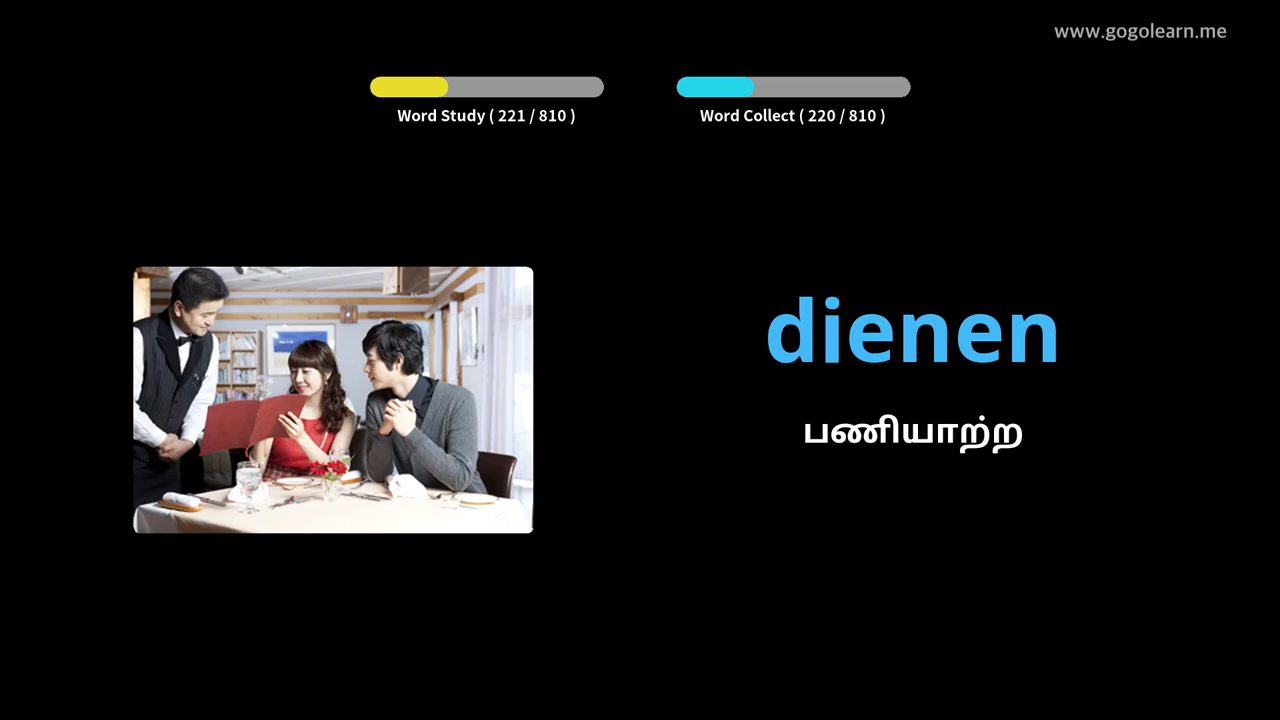 www.gogolearn.me
Word Study ( 221 / 810 )
Word Collect ( 220 / 810 )
dienen
பணியாற்ற